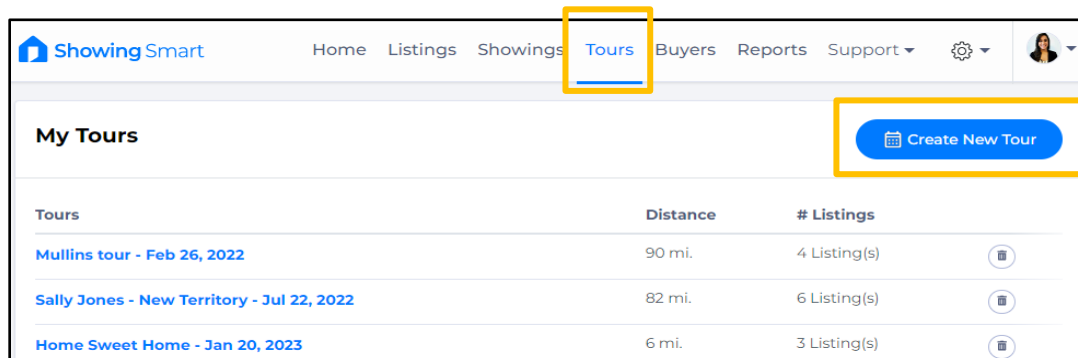 Showing Smart Home Listings Showings Tours Buyers Reports Support
My Tours Create New Tour
Tours Distance # Listings
Mullins tour - Feb 26, 2022 90 mi. 4 Listing(s)
Sally Jones - New Territory - Jul 22, 2022 82 mi. 6 Listing(s)
Home Sweet Home - Jan 20, 2023 6 mi. 3 Listing(s)